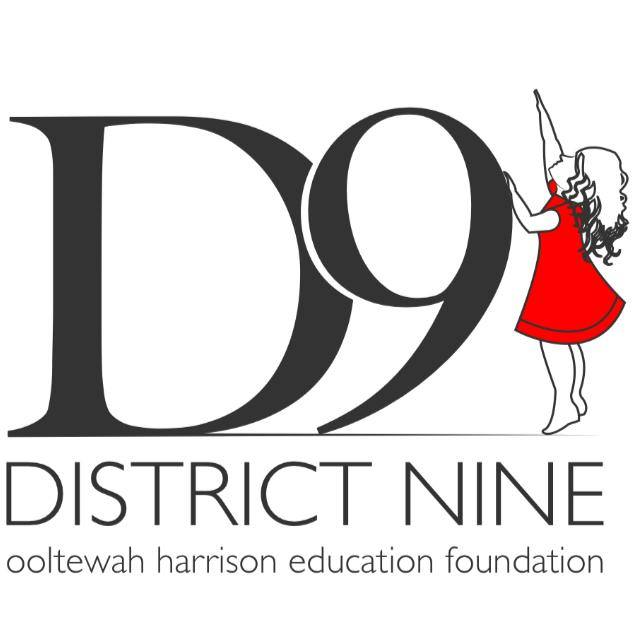 D9
DISTRICT NINE
ooltewah harrison education foundation